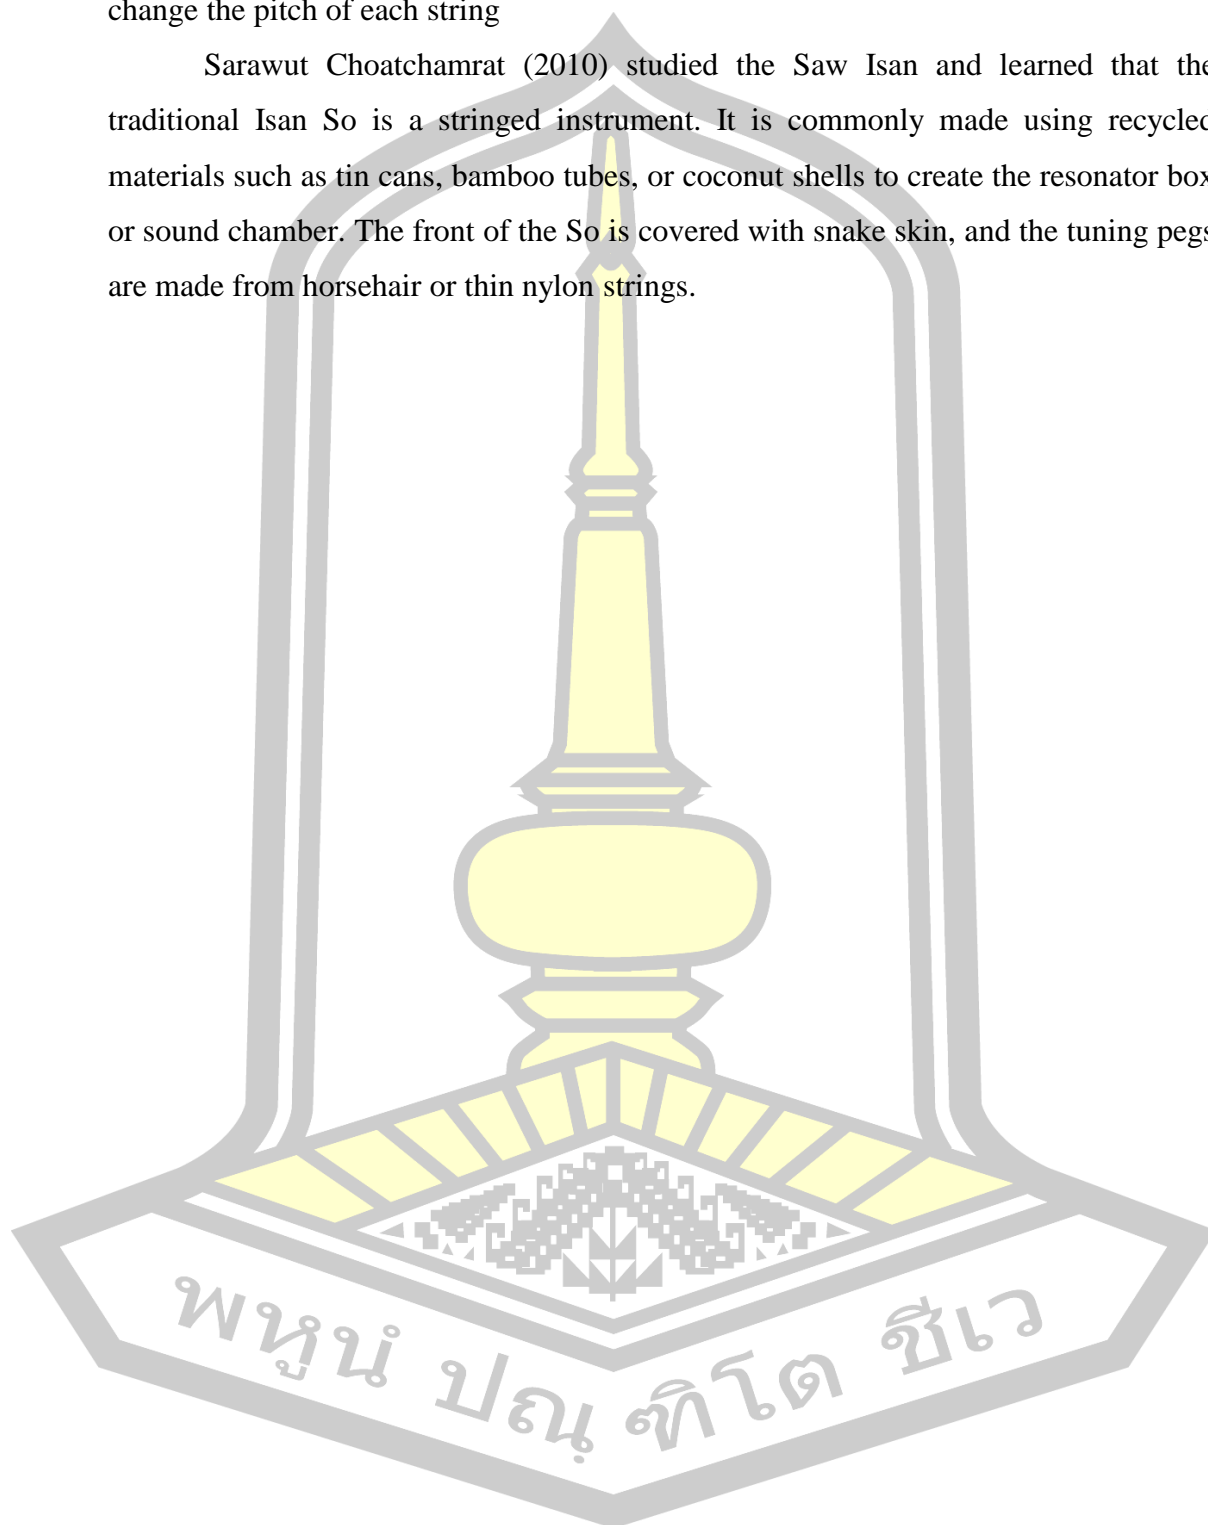 change the pitch of each string
Sarawut Choatchamrat (2010) studied the Saw Isan and learned that the
traditional Isan So is a stringed instrument. It is commonly made using recycled
materials such as tin cans, bamboo tubes, or coconut shells to create the resonator box
or sound chamber. The front of the So is covered with snake skin, and the tuning pegs
are made from horsehair or thin nylon strings.
พหูนํ ปณฺฑิโต ชีเว